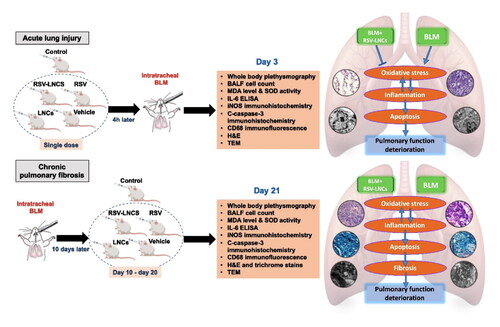 Acute lung injury
Control
RSV-LNCS
RSV
LNCs
Vehicle
Single dose
4h later
Intratracheal
BLM
Day 3
• Whole body plethysmography
• BALF cell count
• MDA level & SOD activity
• IL-6 ELISA
• iNOS immunohistochemistry
• C-caspase-3
immunohistochemistry
• CD68 immunofluorescence
• H&E
• TEM
BLM+
RSV-LNCs
BLM
Oxidative stress
Inflammation
Apoptosis
Pulmonary function
deterioration
Chronic
pulmonary fibrosis
Intratracheal
BLM
10 days later
Control
RSV-LNCS
RSV
LNCs
Vehicle
Day 10 - day 20
Day 21
• Whole body plethysmography
• BALF cell count
• MDA level & SOD activity
• IL-6 ELISA
• iNOS immunohistochemistry
• C-caspase-3
immunohistochemistry
• CD68 immunofluorescence
• H&E and trichrome stains
• TEM
BLM+
RSV-LNCs
BLM
Oxidative stress
Inflammation
Apoptosis
Fibrosis
Pulmonary function
deterioration